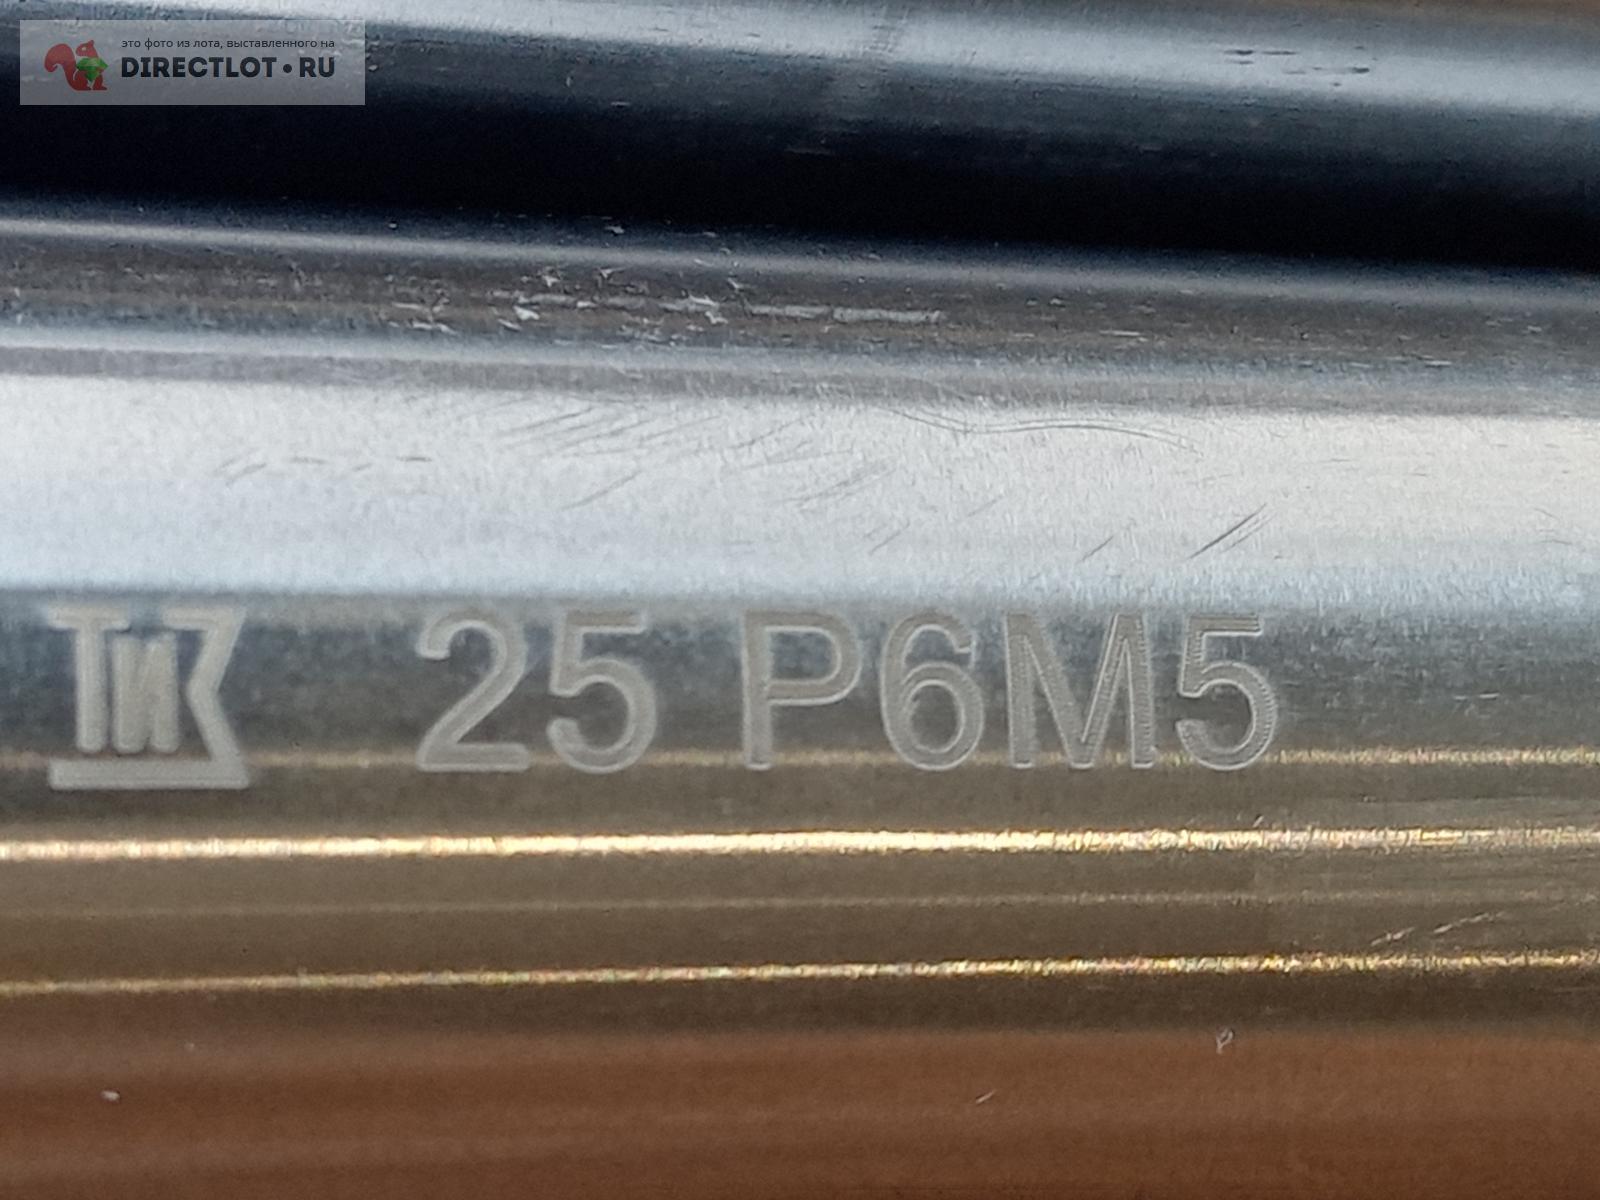 это фото из лота, выставленного на
DIRECTLOT•RU
ТИЗ 25 Р6М5